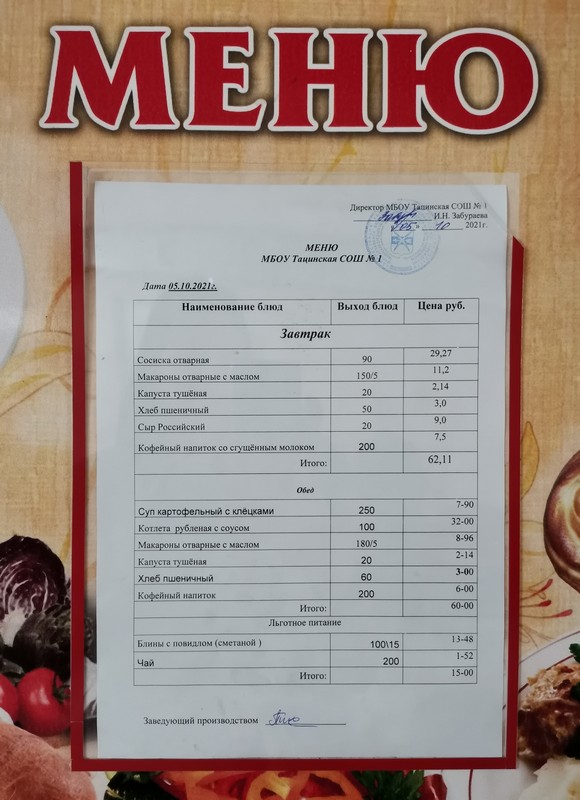 МЕНЮ
Директор МБОУ Тацинская СОШ № 1
И.Н. Забураева
«05» 10 2021г.
МЕНЮ
МБОУ Тацинская СОШ № 1
Дата 05.10.2021г.
Наименование блюд Выход блюд Цена руб.
Завтрак
Сосиска отварная 90 29,27
Макароны отварные с маслом 150/5 11,2
Капуста тушёная 20 2,14
Хлеб пшеничный 50 3,0
Сыр Российский 20 9,0
Кофейный напиток со сгущённым молоком 200 7,5
Итого: 62,11
Обед
Суп картофельный с клёцками 250 7-90
Котлета рубленая с соусом 100 32-00
Макароны отварные с маслом 180/5 8-96
Капуста тушёная 20 2-14
Хлеб пшеничный 60 3-00
Кофейный напиток 200 6-00
Итого: 60-00
Льготное питание
Блины с повидлом (сметаной ) 100\15 13-48
Чай 200 1-52
Итого: 15-00
Заведующий производством